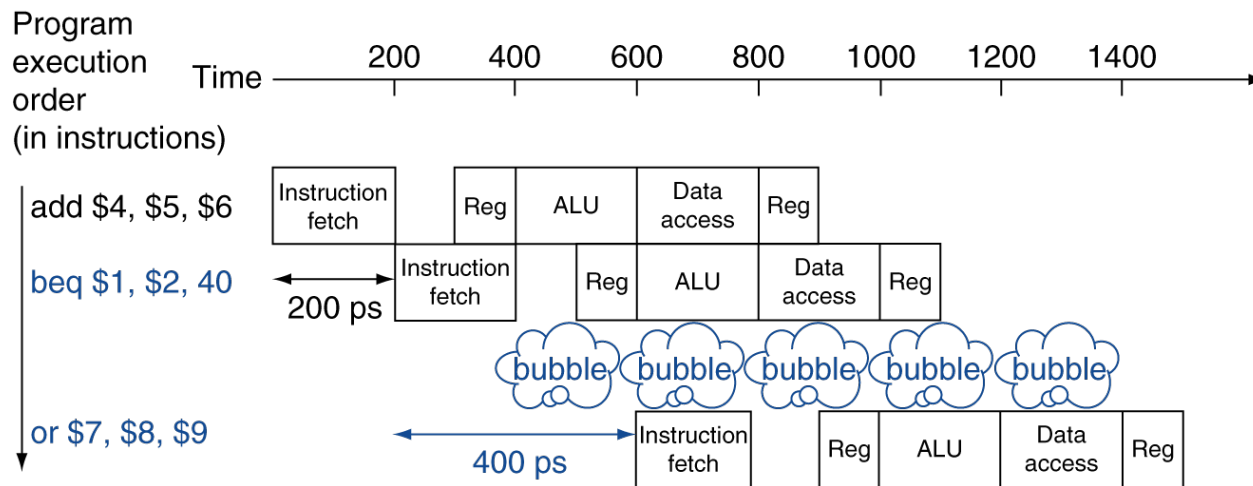 Program
execution
order
(in instructions)
Time
200 400 600 800 1000 1200 1400
add $4, $5, $6
Instruction
fetch
Reg
ALU
Data
access
Reg
beq $1, $2, 40
200 ps
Instruction
fetch
Reg
ALU
Data
access
Reg
bubble bubble bubble bubble bubble
or $7, $8, $9
400 ps
Instruction
fetch
Reg
ALU
Data
access
Reg